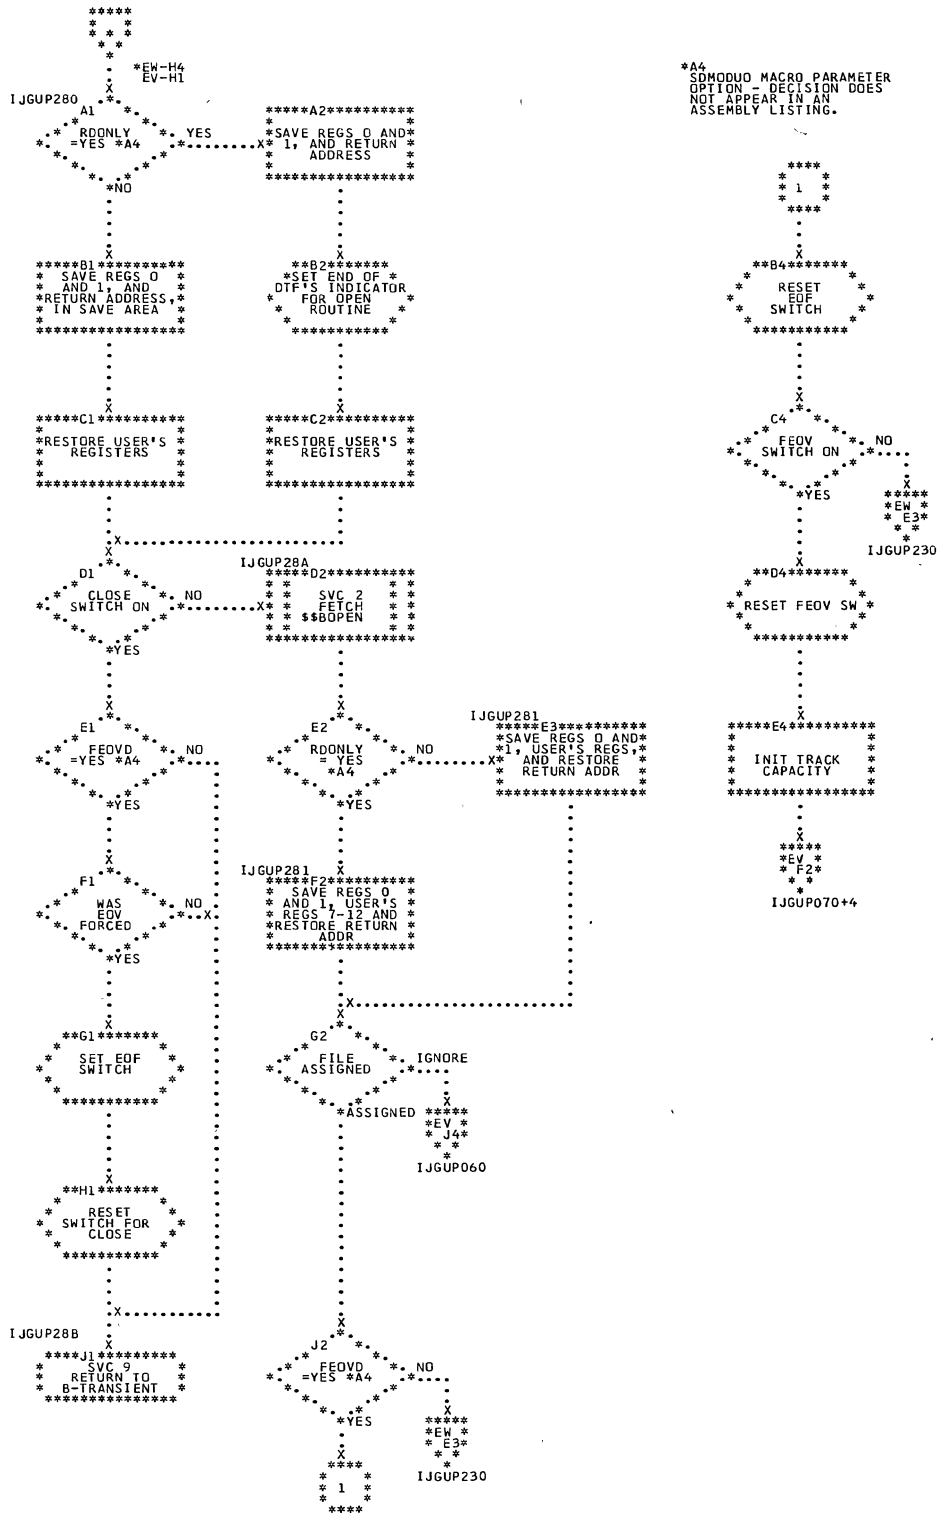 *EW-H4
EV-H1
IJGUP280
A1
RDONLY
=YES *A4
YES
*NO
A2
SAVE REGS 0 AND
1, AND RETURN
ADDRESS
B1
SAVE REGS 0
AND 1, AND
RETURN ADDRESS,
IN SAVE AREA
B2
SET END OF
DTF'S INDICATOR
FOR OPEN
ROUTINE
C1
RESTORE USER'S
REGISTERS
C2
RESTORE USER'S
REGISTERS
D1
CLOSE
SWITCH ON
NO
*YES
IJGUP28A
D2
SVC 2
FETCH
$$BOPEN
E1
FEOVD
=YES *A4
NO
*YES
E2
RDONLY
= YES
*A4
NO
*YES
IJGUP281
E3
SAVE REGS 0 AND
1, USER'S REGS,
AND RESTORE
RETURN ADDR
F1
WAS
EOV
FORCED
NO
*YES
IJGUP281
F2
SAVE REGS 0
AND 1, USER'S
REGS 7-12 AND
RESTORE RETURN
ADDR
G1
SET EOF
SWITCH
G2
FILE
ASSIGNED
IGNORE
*ASSIGNED
EV
J4
IJGUP060
H1
RESET
SWITCH FOR
CLOSE
IJGUP28B
J1
SVC 9
RETURN TO
B-TRANSIENT
J2
FEOVD
=YES *A4
NO
*YES
EW
E3
IJGUP230
1
*A4
SDMODUO MACRO PARAMETER
OPTION - DECISION DOES
NOT APPEAR IN AN
ASSEMBLY LISTING.
1
B4
RESET
EOF
SWITCH
C4
FEOV
SWITCH ON
NO
*YES
EW
E3
IJGUP230
D4
RESET FEOV SW
E4
INIT TRACK
CAPACITY
EV
F2
IJGUP070+4